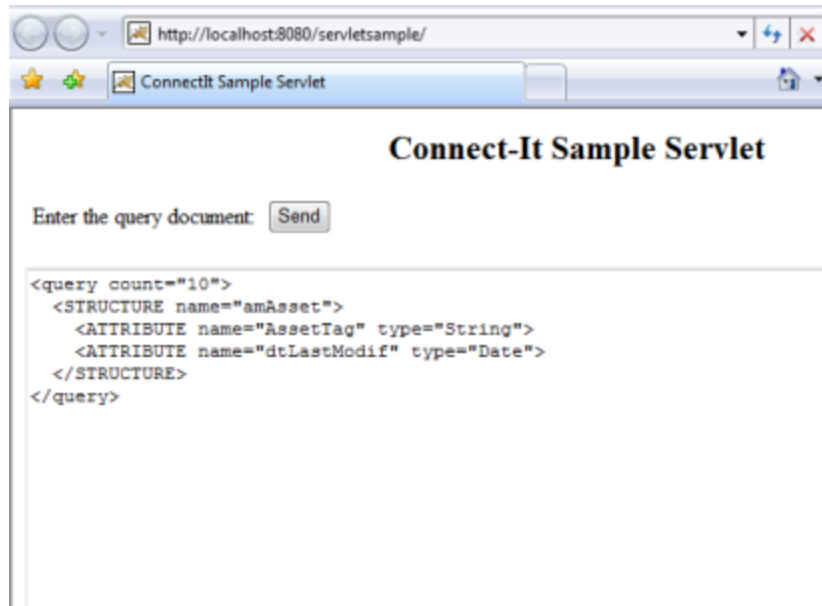 http://localhost:8080/servletsample/
ConnectIt Sample Servlet
Connect-It Sample Servlet
Enter the query document: Send
<query count="10">
  <STRUCTURE name="amAsset">
    <ATTRIBUTE name="AssetTag" type="String">
    <ATTRIBUTE name="dtLastModif" type="Date">
  </STRUCTURE>
</query>